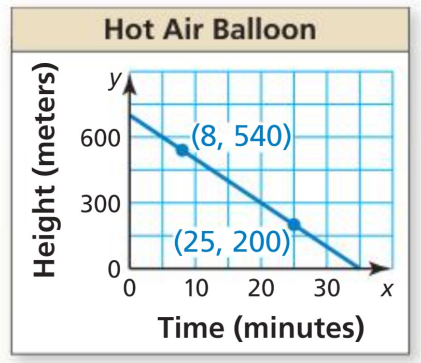 Hot Air Balloon
Height (meters)
y
600
300
0
(8, 540)
(25, 200)
0 10 20 30 x
Time (minutes)